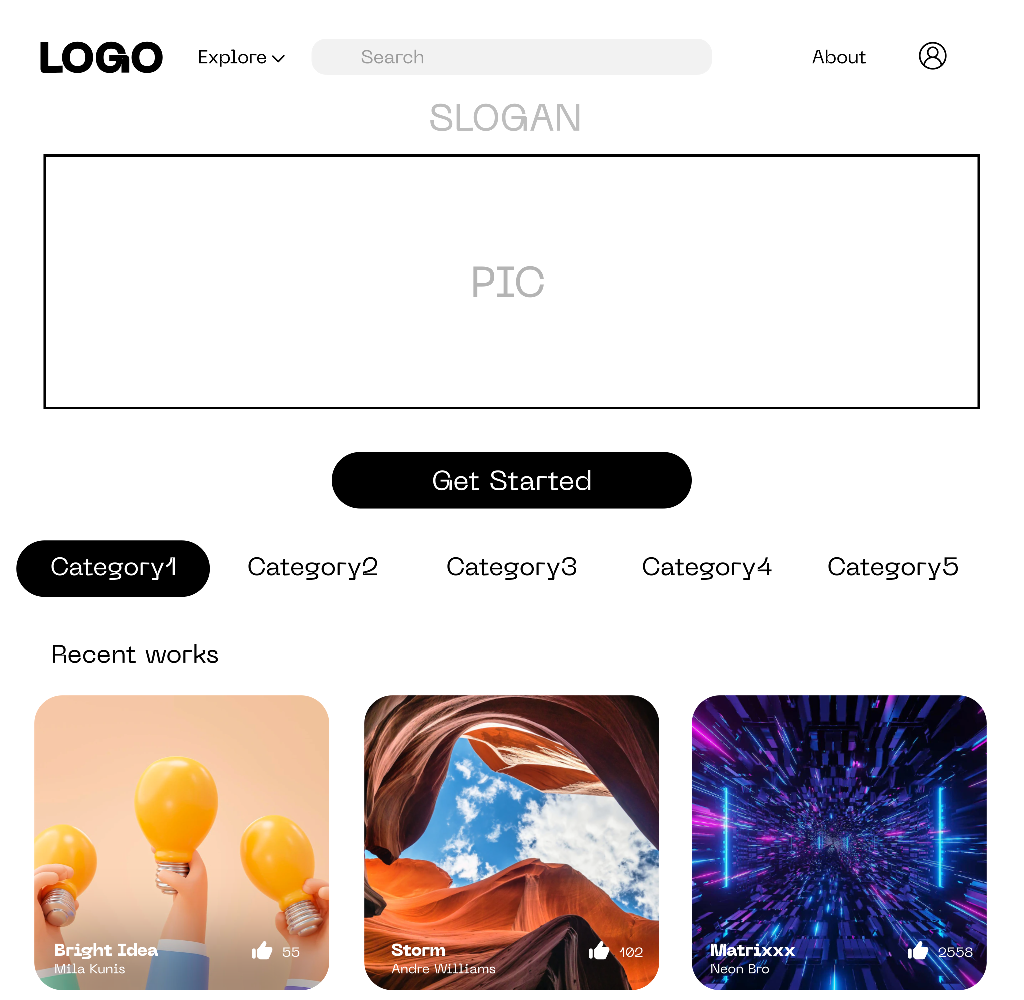 LOGO Explore Search About
SLOGAN
PIC
Get Started
Category1 Category2 Category3 Category4 Category5
Recent works
Bright Idea 55
Mila Kunis
Storm 102
Andre Williams
Matrixxx 2558
Neon Bro